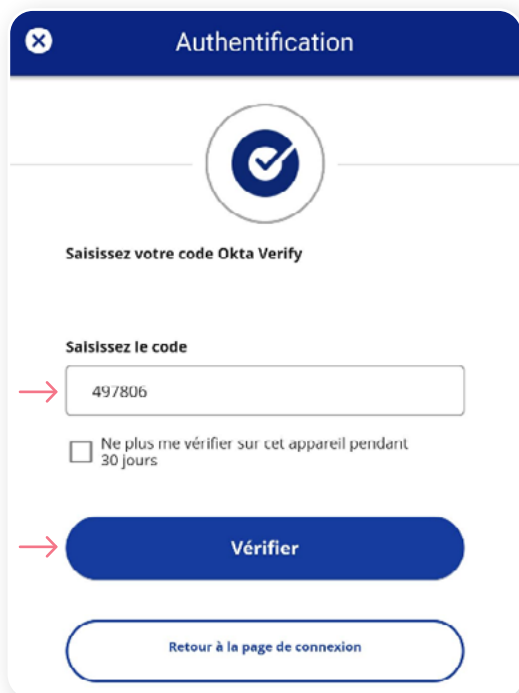 Authentification
Saisissez votre code Okta Verify
Saisissez le code
497806
Ne plus me vérifier sur cet appareil pendant
30 jours
Vérifier
Retour à la page de connexion